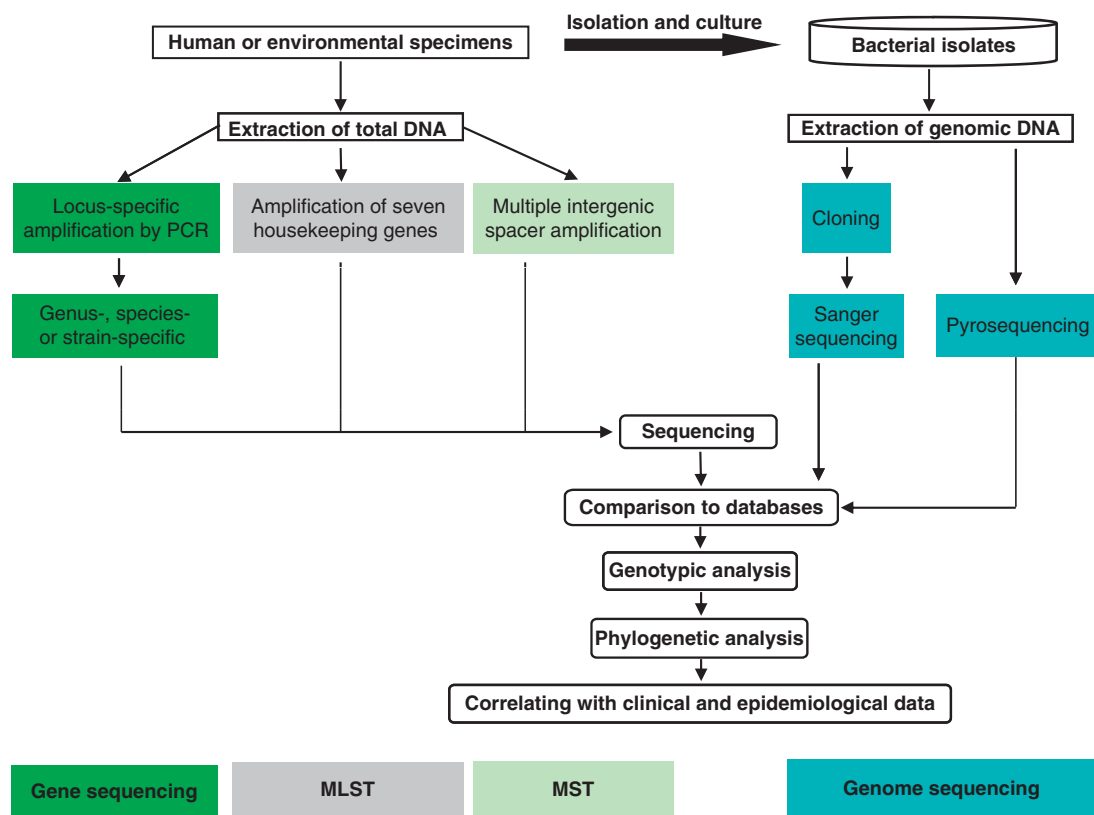 Isolation and culture
Human or environmental specimens
Bacterial isolates
Extraction of total DNA
Extraction of genomic DNA
Locus-specific
amplification by PCR
Amplification of seven
housekeeping genes
Multiple intergenic
spacer amplification
Cloning
Genus-, species-
or strain-specific
Sanger
sequencing
Pyrosequencing
Sequencing
Comparison to databases
Genotypic analysis
Phylogenetic analysis
Correlating with clinical and epidemiological data
Gene sequencing
MLST
MST
Genome sequencing